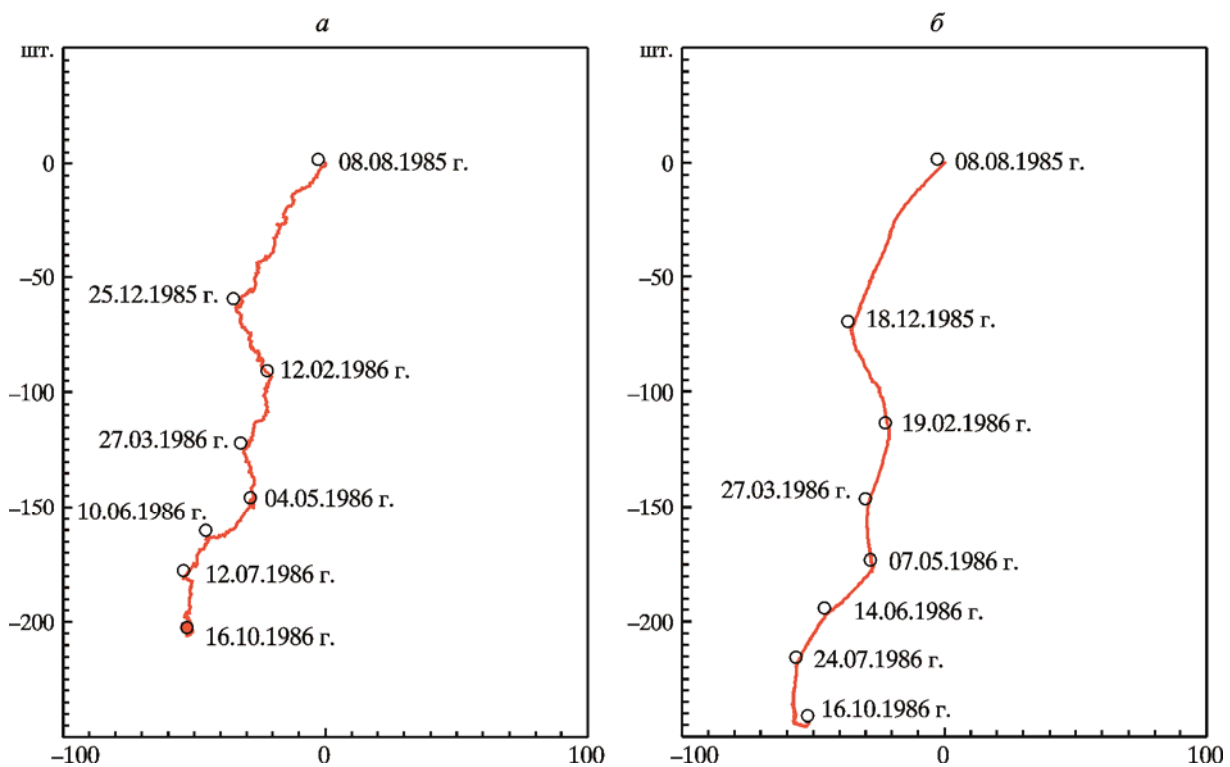 а
шт.
0
−50
−100
−150
−200
−100
0
100
08.08.1985 г.
25.12.1985 г.
12.02.1986 г.
27.03.1986 г.
04.05.1986 г.
10.06.1986 г.
12.07.1986 г.
16.10.1986 г.
б
шт.
0
−50
−100
−150
−200
−100
0
100
08.08.1985 г.
18.12.1985 г.
19.02.1986 г.
27.03.1986 г.
07.05.1986 г.
14.06.1986 г.
24.07.1986 г.
16.10.1986 г.